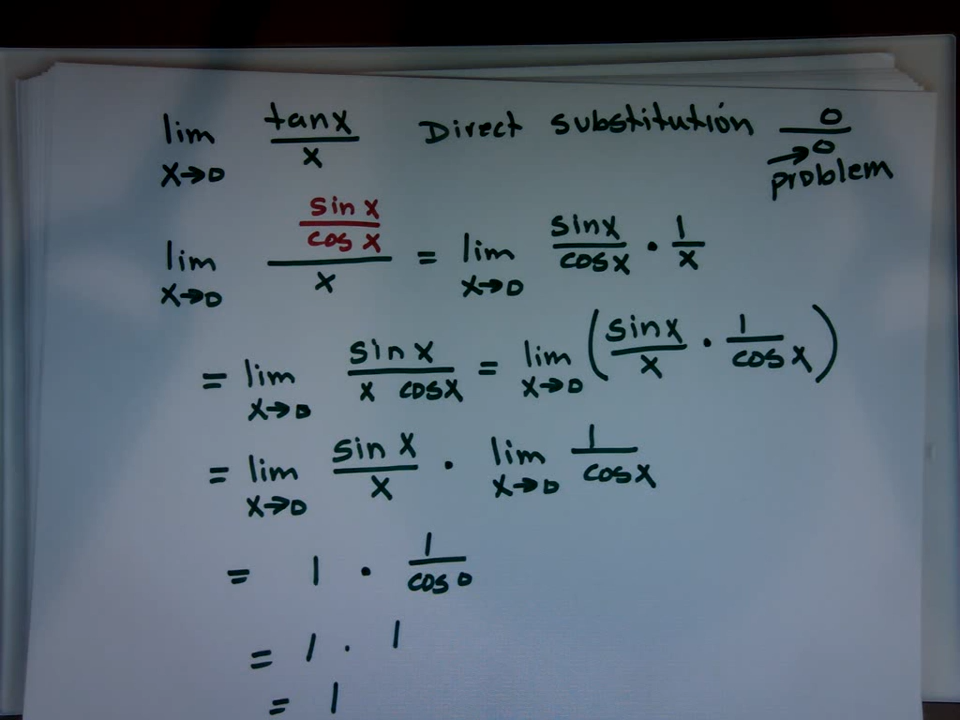 lim x→0 tanx/x Direct substitution 0/0
→ problem
lim x→0 (sin x/cos x)/x = lim x→0 sinx/cosx · 1/x
= lim x→0 sin x/(x cosx) = lim x→0 (sinx/x · 1/cosx)
= lim x→0 sin x/x · lim x→0 1/cosx
= 1 · 1/cos 0
= 1 · 1
= 1